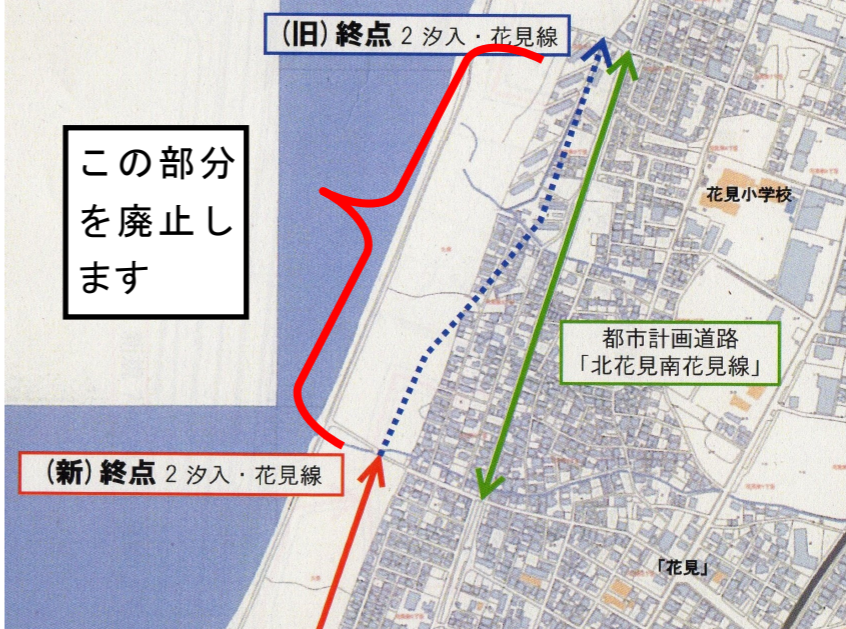 (旧)終点 2 汐入・花見線
この部分
を廃止し
ます
花見小学校
都市計画道路
「北花見南花見線」
(新)終点 2 汐入・花見線
「花見」